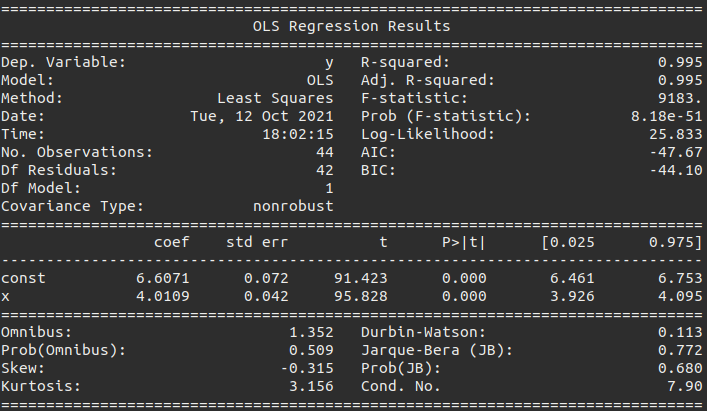 ==============================================================================
OLS Regression Results
==============================================================================
Dep. Variable: y R-squared: 0.995
Model: OLS Adj. R-squared: 0.995
Method: Least Squares F-statistic: 9183.
Date: Tue, 12 Oct 2021 Prob (F-statistic): 8.18e-51
Time: 18:02:15 Log-Likelihood: 25.833
No. Observations: 44 AIC: -47.67
Df Residuals: 42 BIC: -44.10
Df Model: 1
Covariance Type: nonrobust
==============================================================================
coef std err t P>|t| [0.025 0.975]
------------------------------------------------------------------------------
const 6.6071 0.072 91.423 0.000 6.461 6.753
x 4.0109 0.042 95.828 0.000 3.926 4.095
==============================================================================
Omnibus: 1.352 Durbin-Watson: 0.113
Prob(Omnibus): 0.509 Jarque-Bera (JB): 0.772
Skew: -0.315 Prob(JB): 0.680
Kurtosis: 3.156 Cond. No. 7.90
==============================================================================